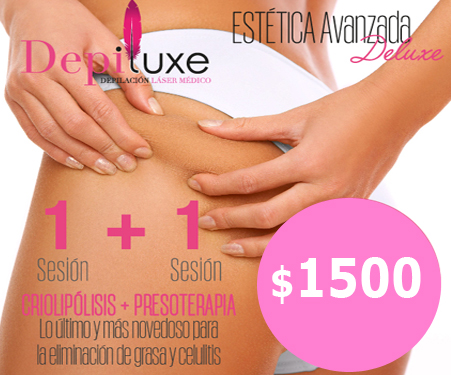 Depiluxe
DEPILACIÓN LÁSER MÉDICO
ESTÉTICA Avanzada
Deluxe
1 + 1
Sesión Sesión
CRIOLIPÓLISIS + PRESOTERAPIA
Lo último y más novedoso para
la eliminación de grasa y celulitis
$1500